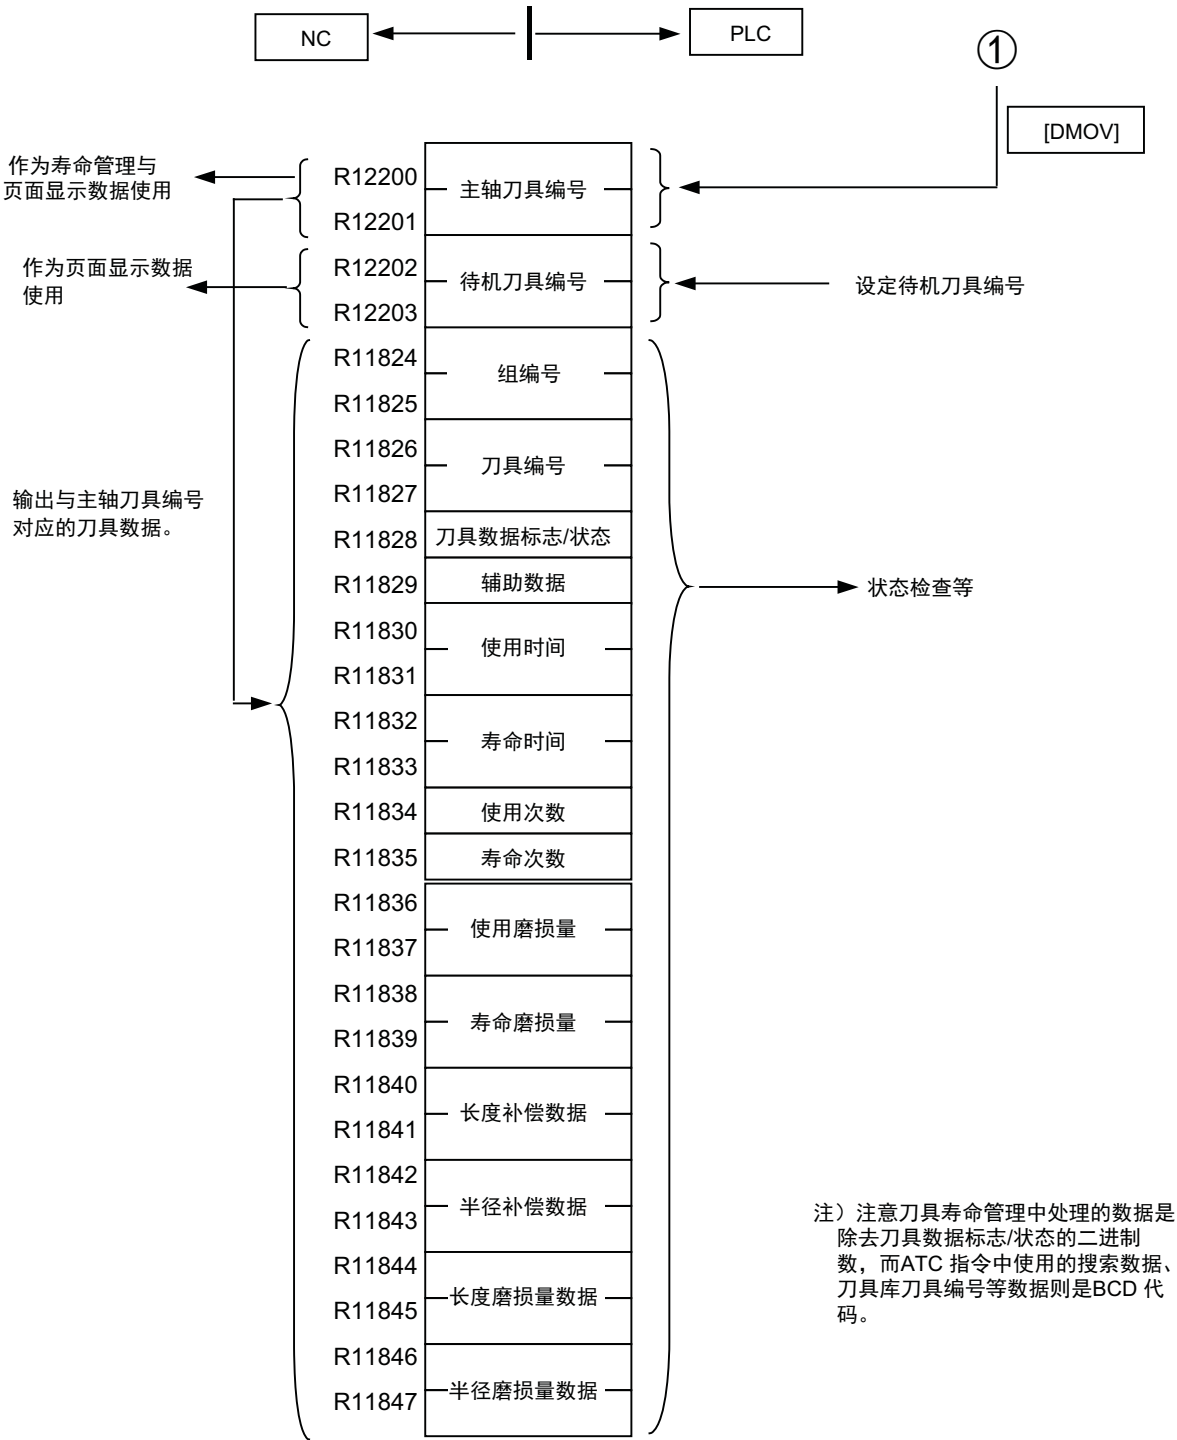 NC
PLC
①
[DMOV]
作为寿命管理与
页面显示数据使用
R12200
主轴刀具编号
R12201
作为页面显示数据
使用
R12202
待机刀具编号
设定待机刀具编号
R12203
R11824
组编号
R11825
R11826
刀具编号
R11827
输出与主轴刀具编号
对应的刀具数据。
R11828
刀具数据标志/状态
R11829
辅助数据
状态检查等
R11830
使用时间
R11831
R11832
寿命时间
R11833
R11834
使用次数
R11835
寿命次数
R11836
使用磨损量
R11837
R11838
寿命磨损量
R11839
R11840
长度补偿数据
R11841
R11842
半径补偿数据
R11843
R11844
长度磨损量数据
R11845
R11846
半径磨损量数据
R11847
注）注意刀具寿命管理中处理的数据是
除去刀具数据标志/状态的二进制
数，而ATC 指令中使用的搜索数据、
刀具库刀具编号等数据则是BCD 代
码。